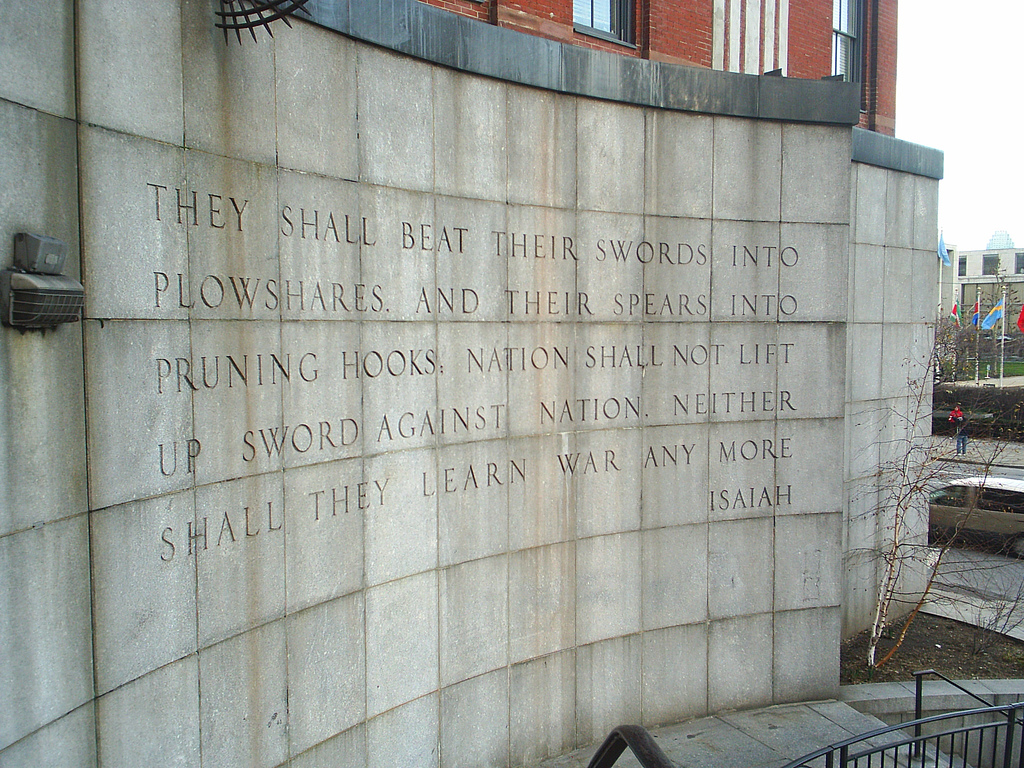 THEY SHALL BEAT THEIR SWORDS INTO
PLOWSHARES. AND THEIR SPEARS INTO
PRUNING HOOKS; NATION SHALL NOT LIFT
UP SWORD AGAINST NATION. NEITHER
SHALL THEY LEARN WAR ANY MORE
ISAIAH